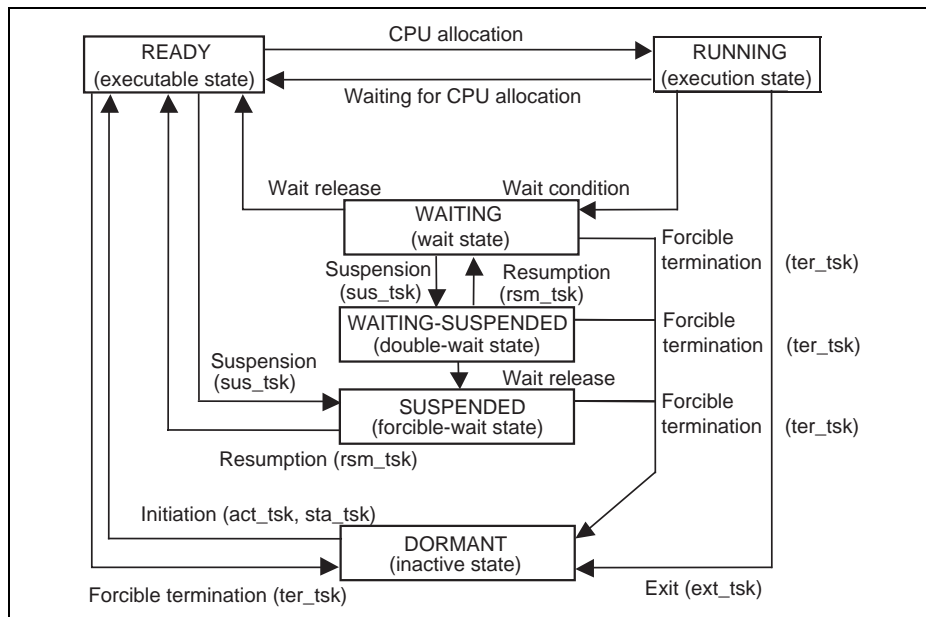 CPU allocation
READY
(executable state)
RUNNING
(execution state)
Waiting for CPU allocation
Wait release
Wait condition
WAITING
(wait state)
Forcible
termination
(ter_tsk)
Suspension
(sus_tsk)
Resumption
(rsm_tsk)
WAITING-SUSPENDED
(double-wait state)
Forcible
termination
(ter_tsk)
Suspension
(sus_tsk)
Wait release
SUSPENDED
(forcible-wait state)
Forcible
termination
(ter_tsk)
Resumption (rsm_tsk)
Initiation (act_tsk, sta_tsk)
DORMANT
(inactive state)
Forcible termination (ter_tsk)
Exit (ext_tsk)